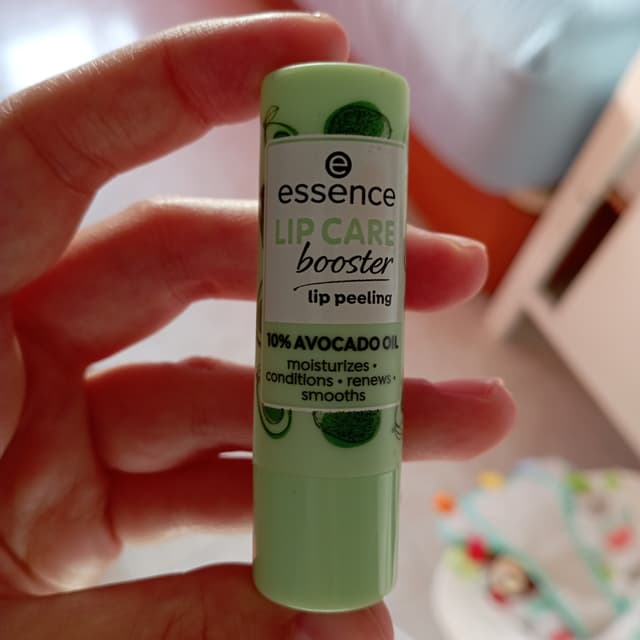 e
essence
LIP CARE
booster
lip peeling
10% AVOCADO OIL
moisturizes •
conditions • renews •
smooths